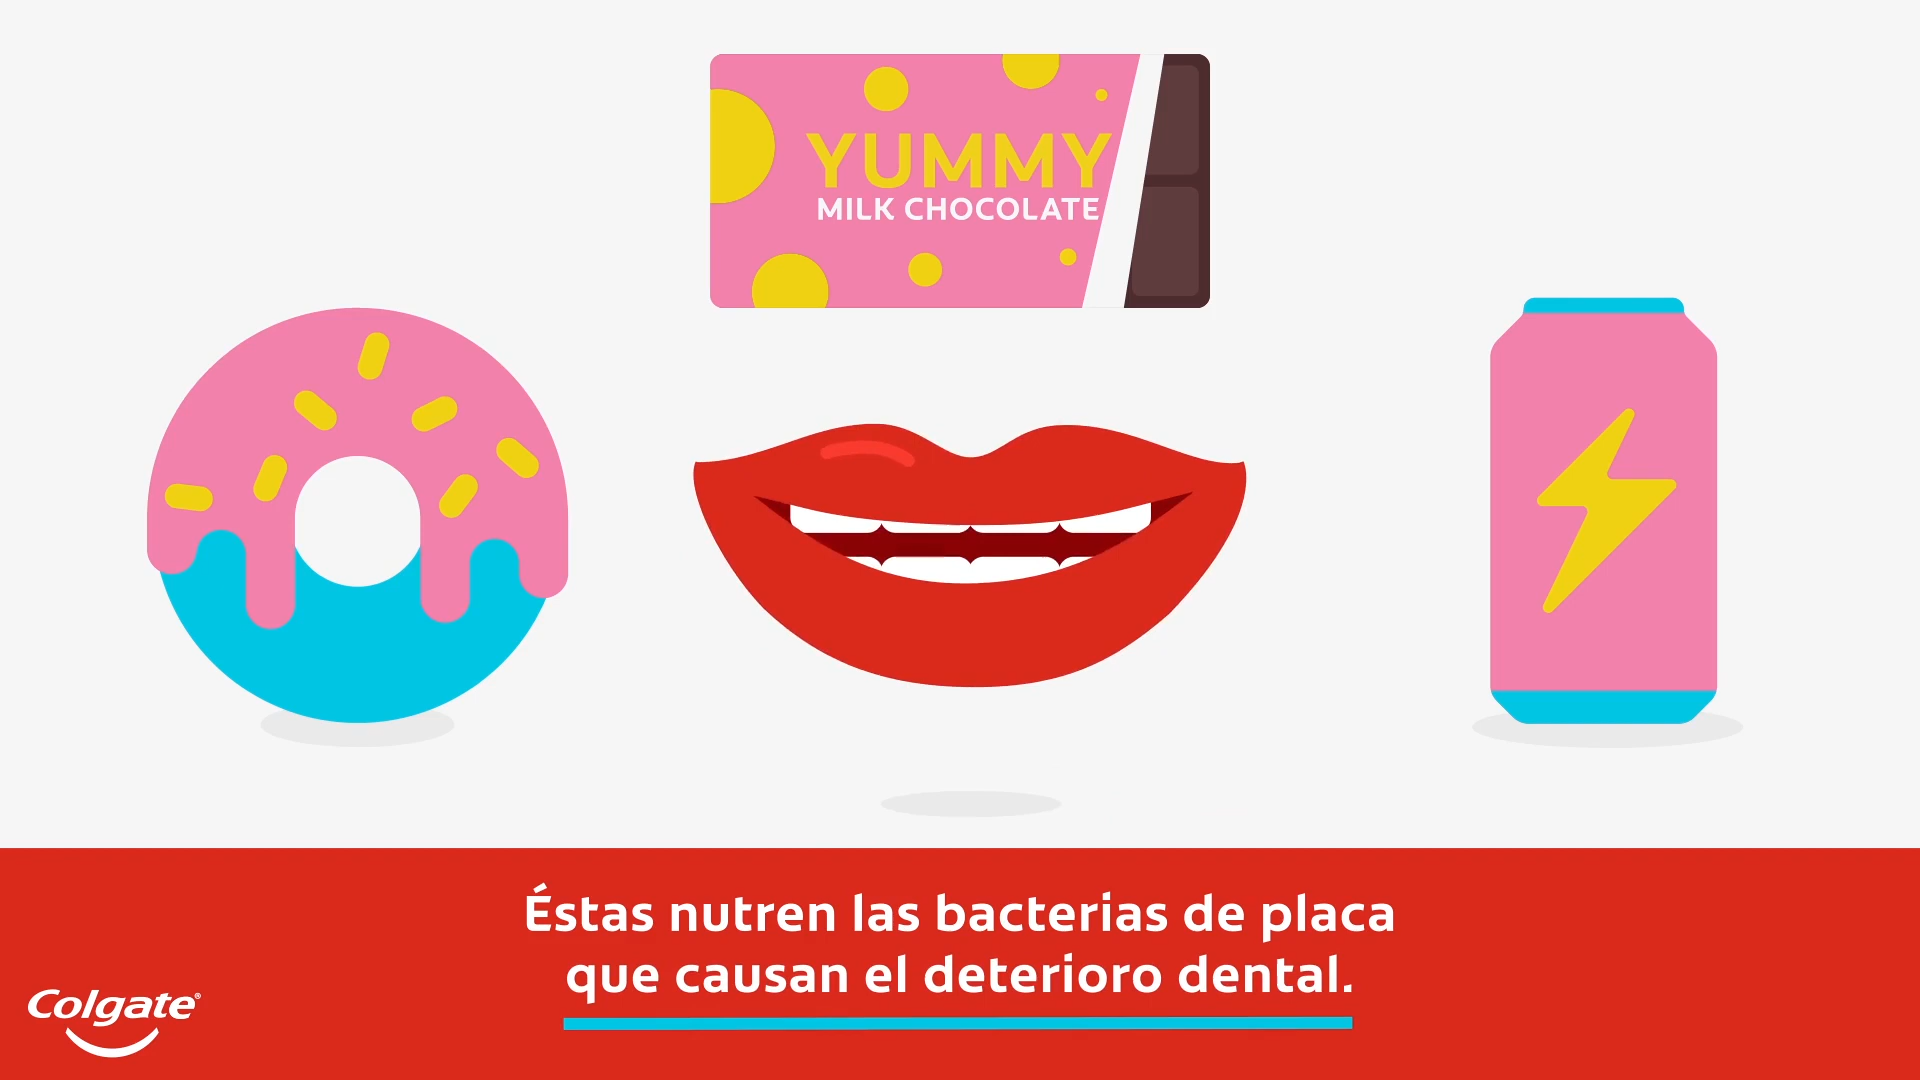 YUMMY
MILK CHOCOLATE
Éstas nutren las bacterias de placa
que causan el deterioro dental.
Colgate®